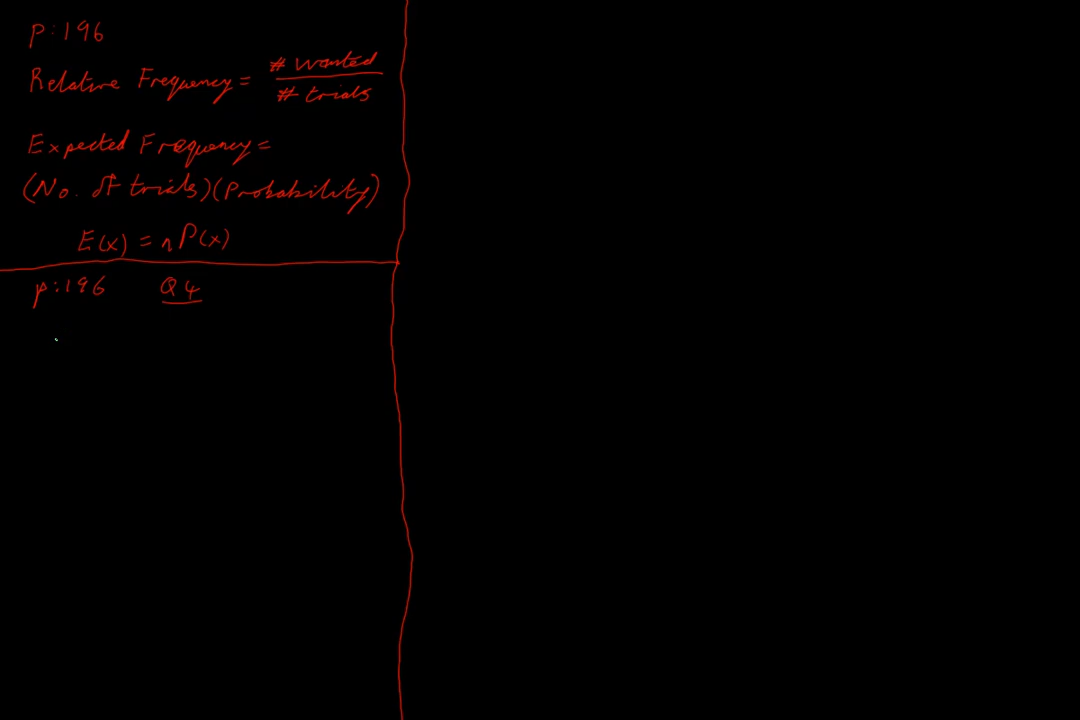 p:196
Relative Frequency = # Wanted / # trials
Expected Frequency =
(No. of trials)(Probability)
E(x) = nP(x)
p:196 Q4